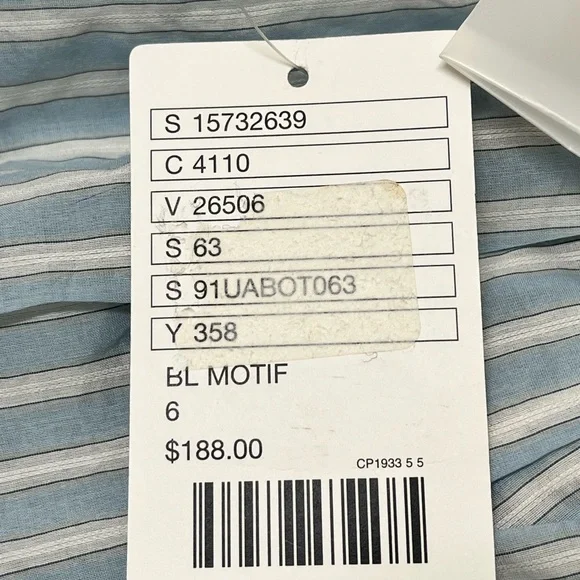 S 15732639
C 4110
V 26506
S 63
S 91UABOT063
Y 358
BL MOTIF
6
$188.00
CP1933 5 5